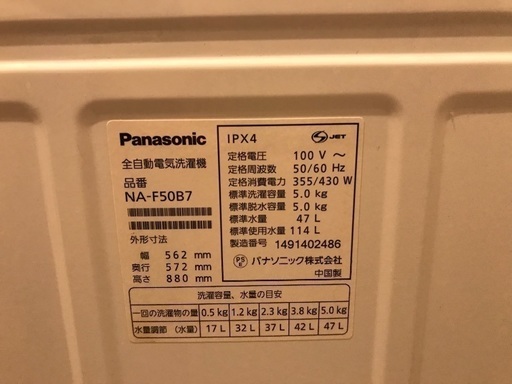 Panasonic
全自動電気洗濯機
品番
NA-F50B7
外形寸法
幅 562 mm
奥行 572 mm
高さ 880 mm
IPX4
JET
定格電圧 100 V ～
定格周波数 50/60 Hz
定格消費電力 355/430 W
標準洗濯容量 5.0 kg
標準脱水容量 5.0 kg
標準水量 47 L
標準使用水量 114 L
製造番号 1491402486
PS E パナソニック株式会社
中国製
洗濯容量、水量の目安
一回の洗濯物の量 0.5 kg 1.2 kg 2.3 kg 3.8 kg 5.0 kg
水量調節（水量） 17 L 32 L 37 L 42 L 47 L